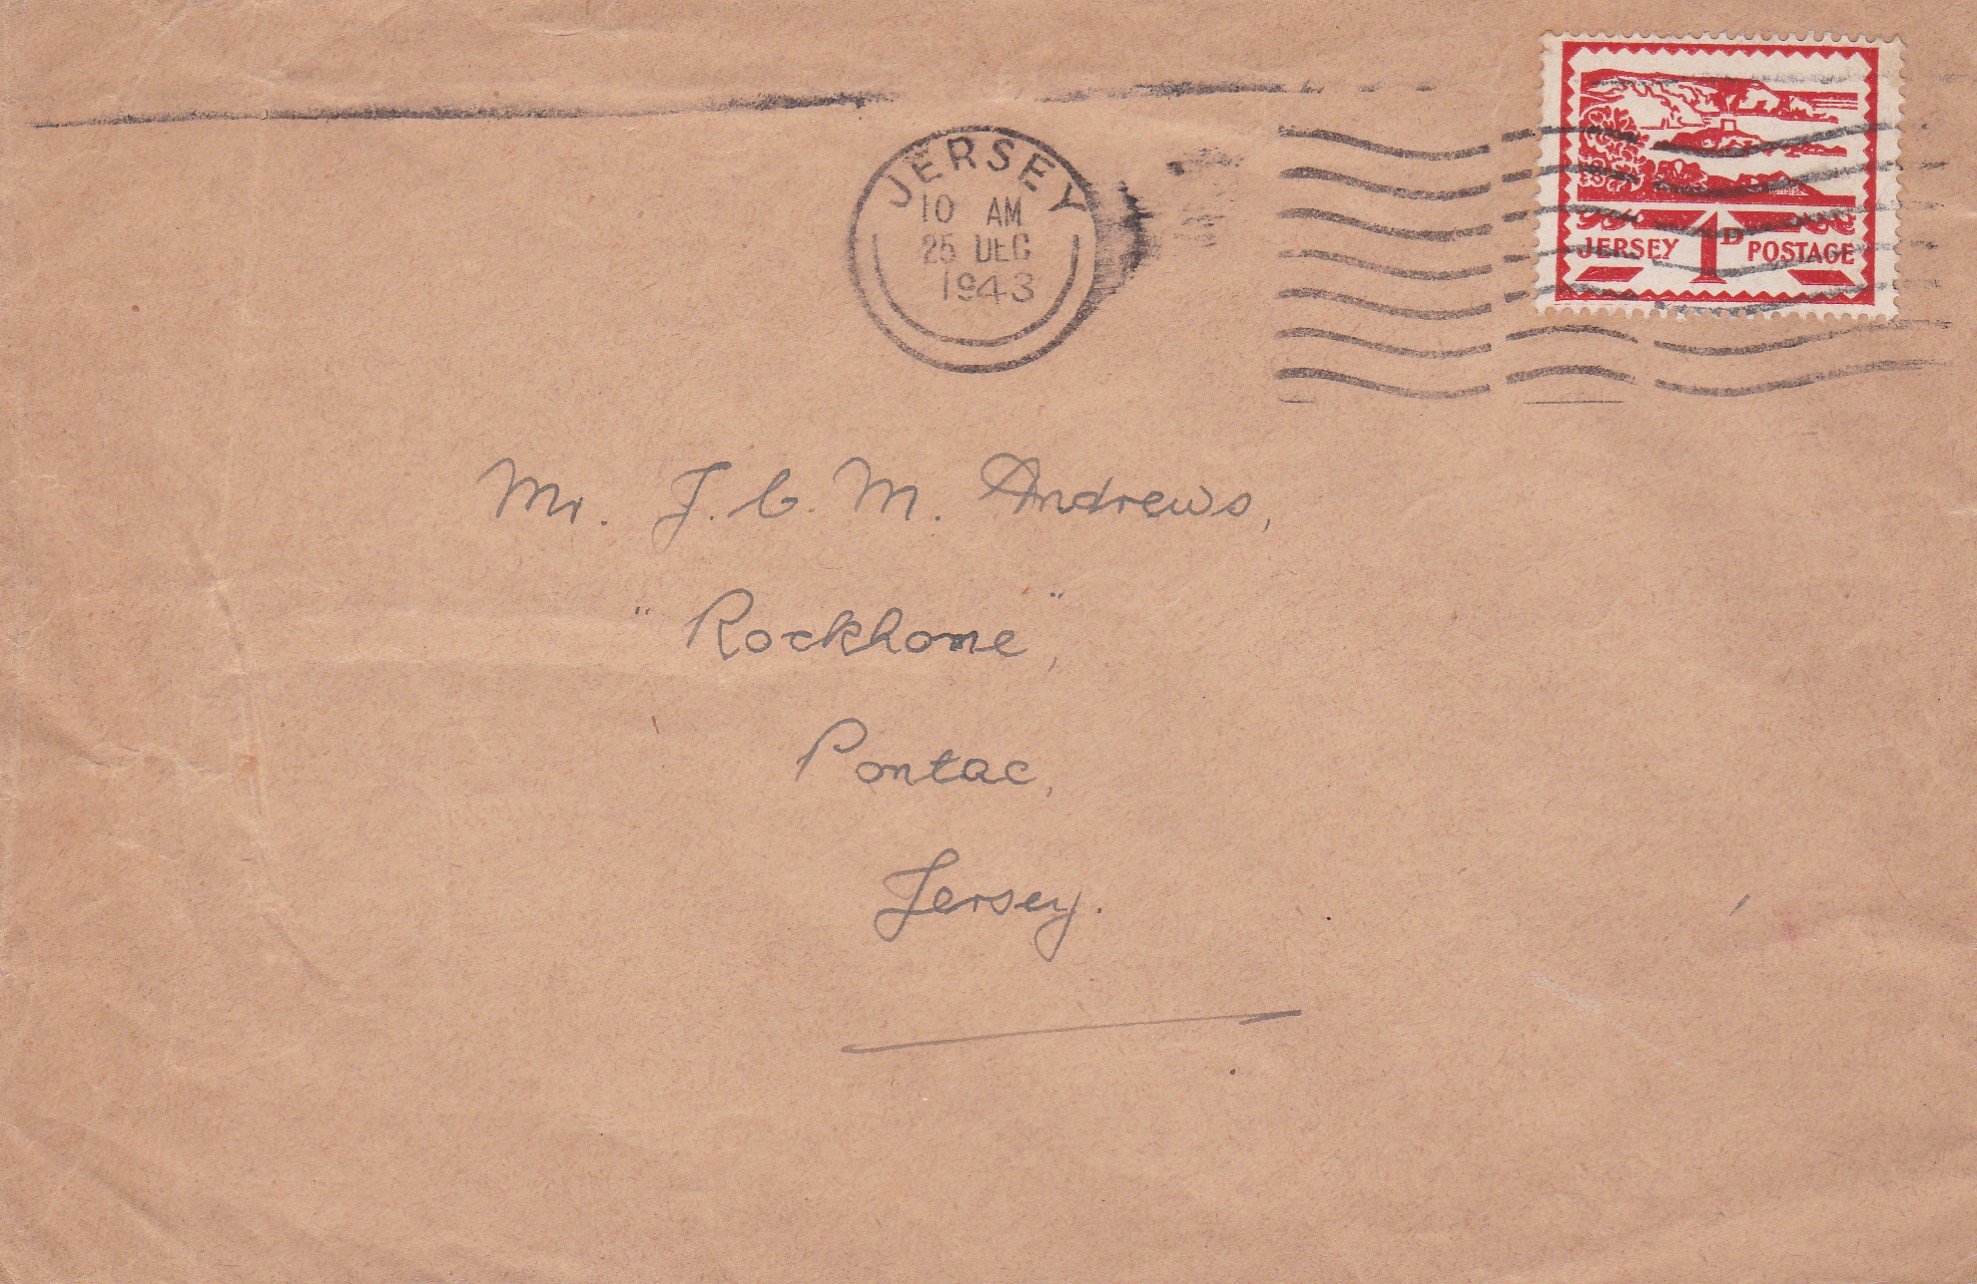 JERSEY
10 AM
25 DEC
1943
JERSEY 1D POSTAGE
Mr. J. C. M. Andrews,
"Rockhome",
Pontac,
Jersey.